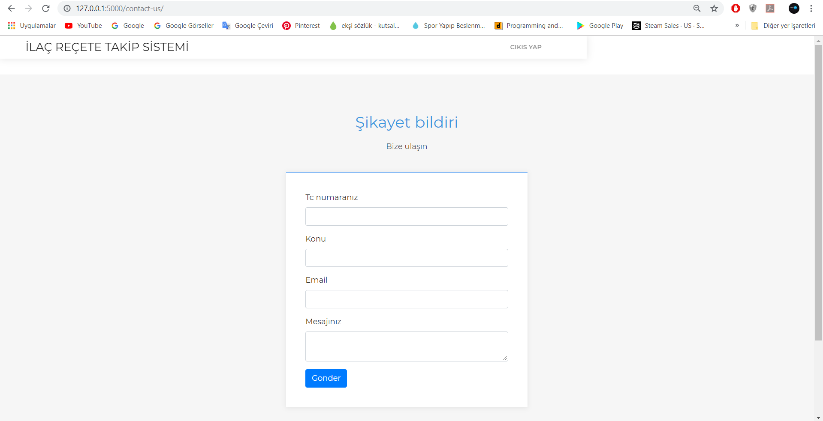 127.0.0.1:5000/contact-us/
Uygulamalar YouTube Google Google Görseller Google Çeviri Pinterest ekşi sözlük - kutsal... Spor Yapıp Beslenm... Programming and... Google Play Steam Sales · US · S... » Diğer yer işaretleri
İLAÇ REÇETE TAKİP SİSTEMİ CIKIS YAP
Şikayet bildiri
Bize ulaşın
Tc numaranız
Konu
Email
Mesajınız
Gonder